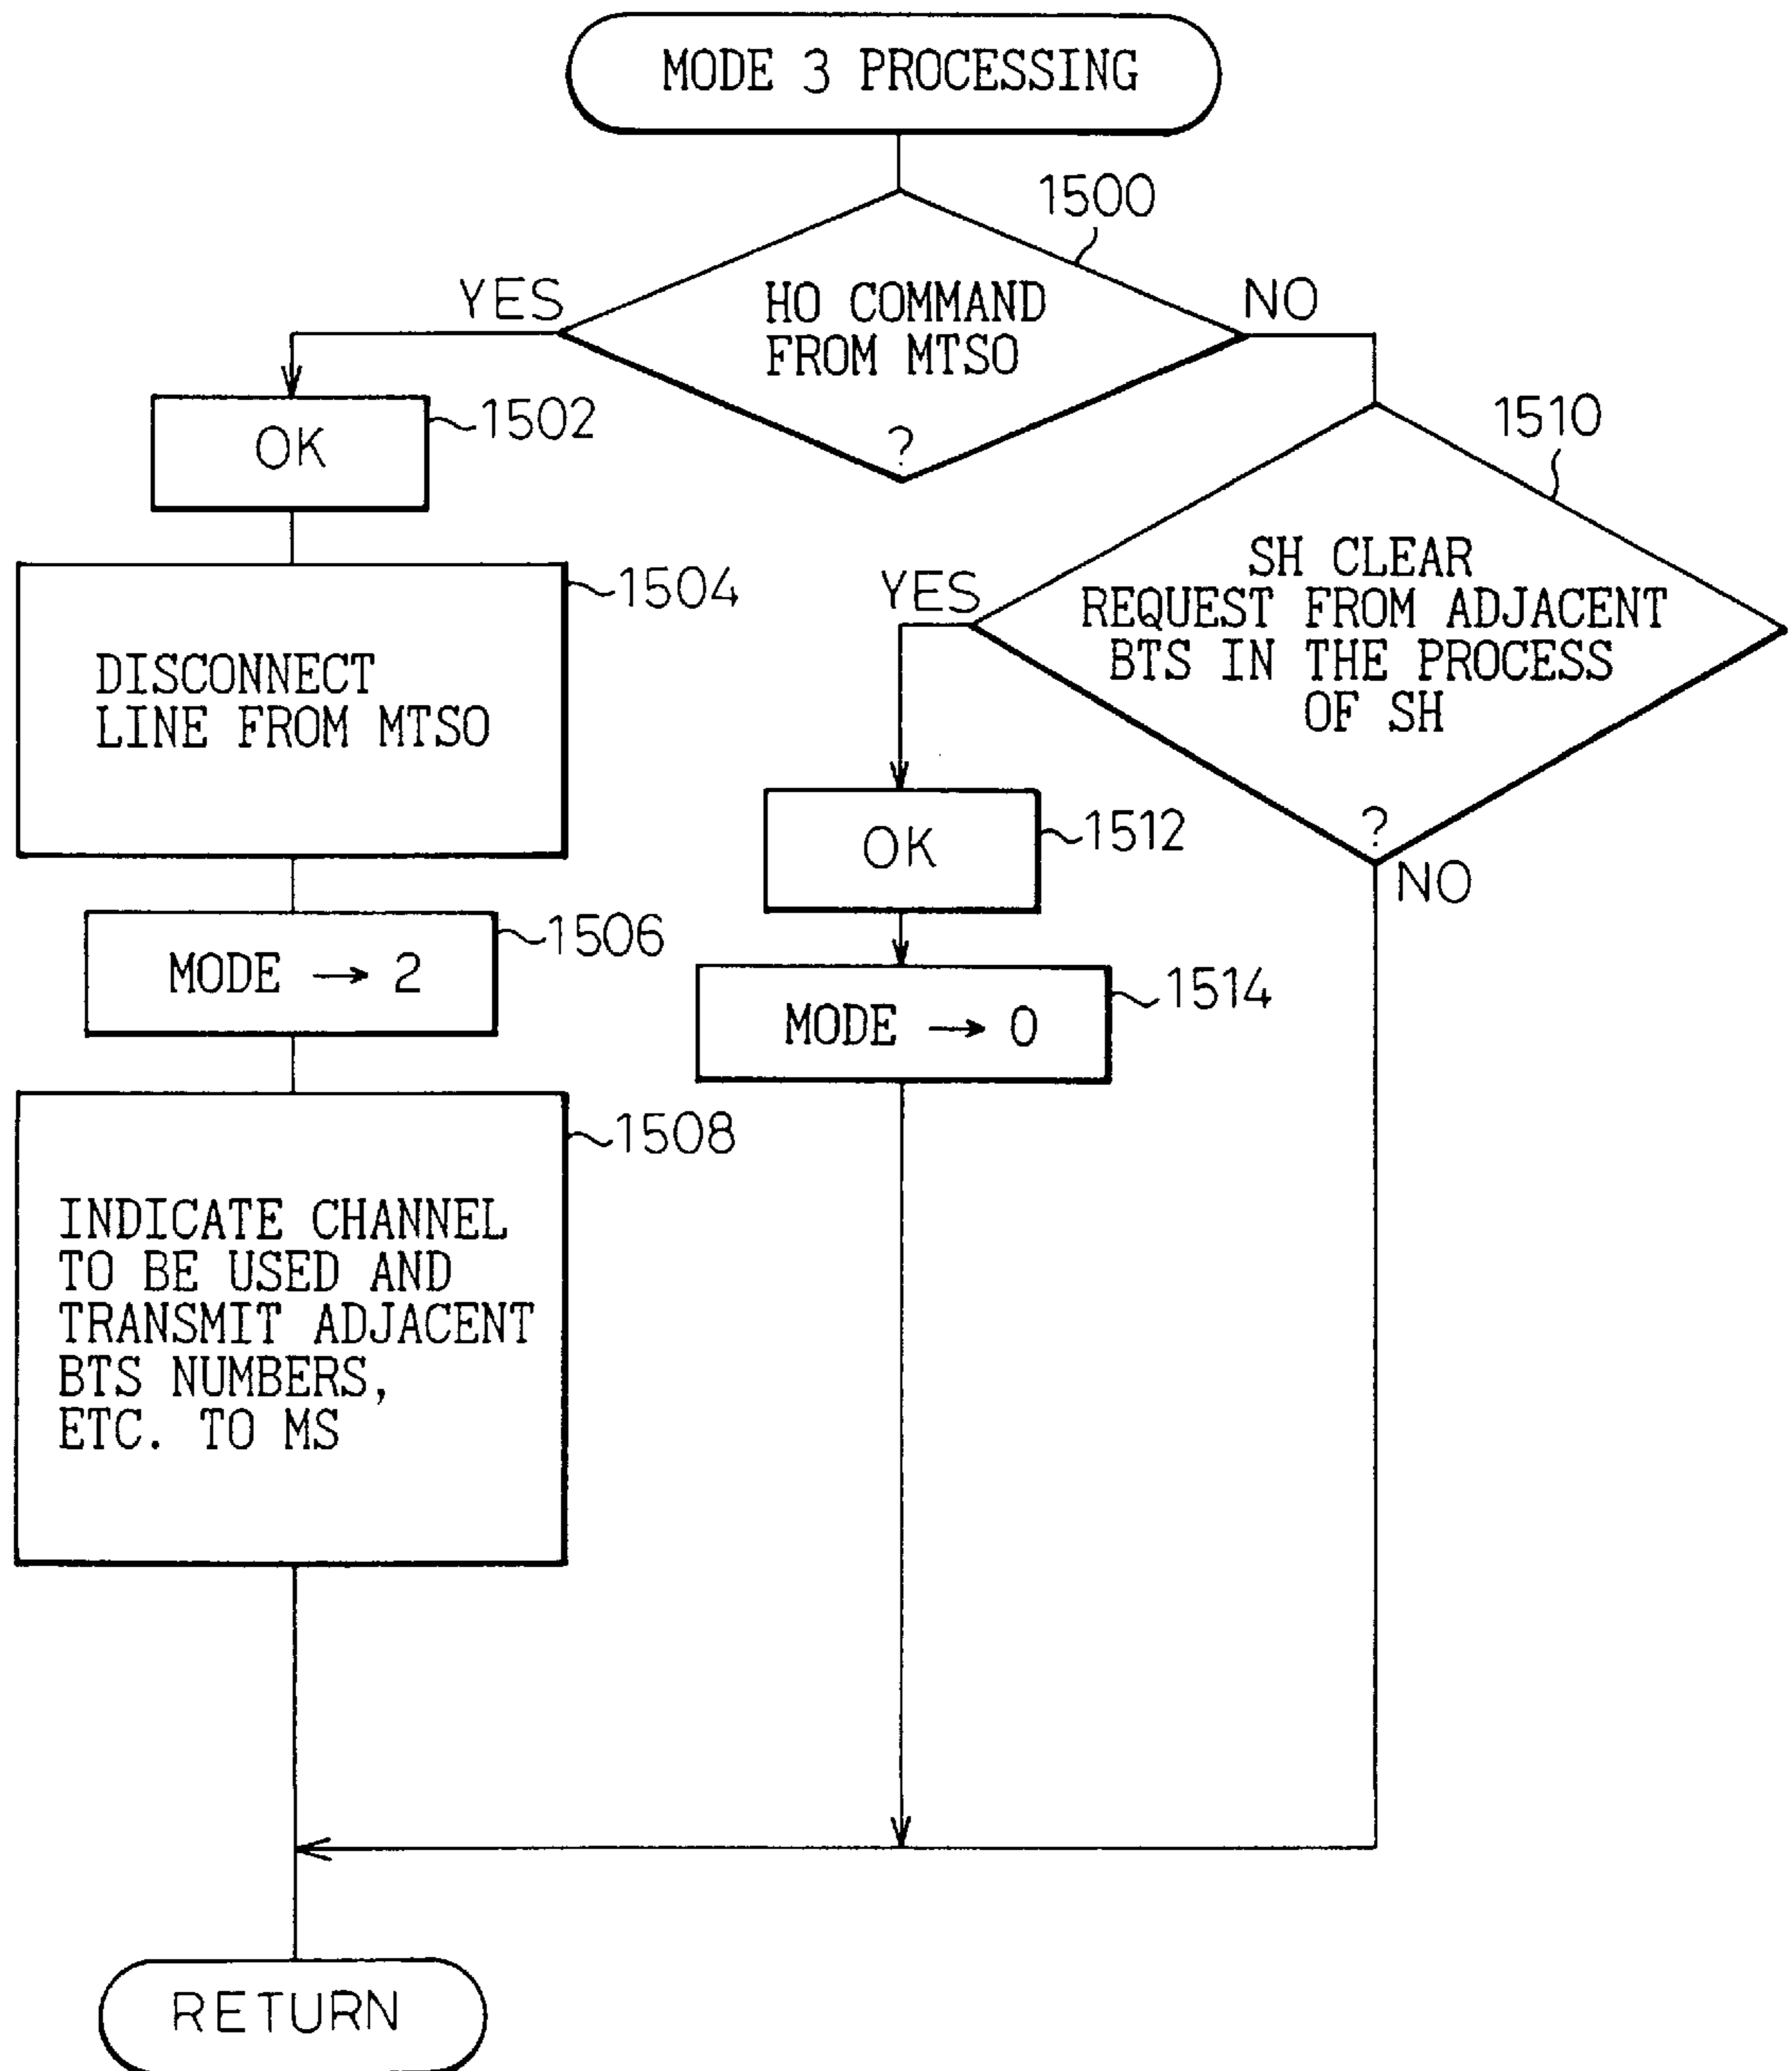 MODE 3 PROCESSING
1500
YES
HO COMMAND
FROM MTSO
?
NO
OK
1502
1510
DISCONNECT
LINE FROM MTSO
1504
YES
SH CLEAR
REQUEST FROM ADJACENT
BTS IN THE PROCESS
OF SH
?
NO
OK
1512
MODE → 2
1506
MODE → 0
1514
INDICATE CHANNEL
TO BE USED AND
TRANSMIT ADJACENT
BTS NUMBERS,
ETC. TO MS
1508
RETURN